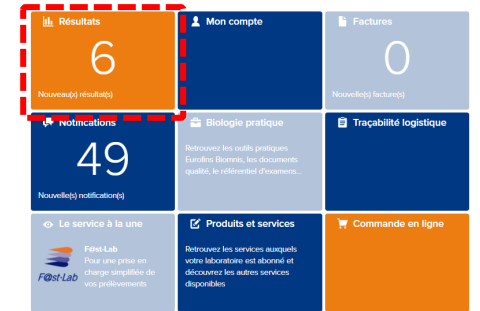 Résultats
6
Nouveau(x) résultat(s)
Mon compte
Factures
0
Nouvelle(s) facture(s)
Notifications
49
Nouvelle(s) notification(s)
Biologie pratique
Retrouvez les outils pratiques
Eurofins Biomnis, les documents
qualité, le référentiel d'examens...
Traçabilité logistique
Le service à la une
F@st-Lab
F@st-Lab
Pour une prise en
charge simplifiée de
vos prélèvements
Produits et services
Retrouvez les services auxquels
votre laboratoire est abonné et
découvrez les autres services
disponibles
Commande en ligne